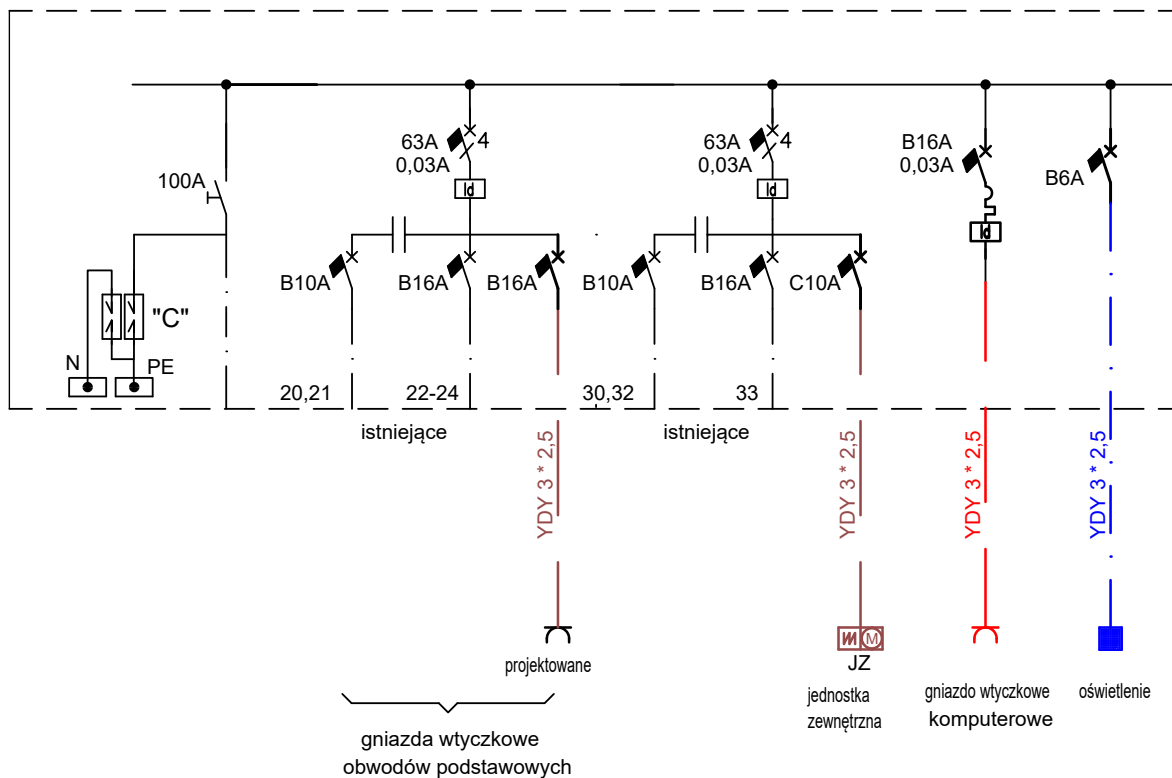 63A
4
0,03A
63A
4
0,03A
B16A
0,03A
B6A
100A
Id
Id
Id
B10A
B16A
B16A
B10A
B16A
C10A
"C"
N
PE
20,21
22-24
30,32
33
istniejące
istniejące
YDY 3 * 2,5
YDY 3 * 2,5
YDY 3 * 2,5
YDY 3 * 2,5
M
JZ
projektowane
jednostka
zewnętrzna
gniazdo wtyczkowe
komputerowe
oświetlenie
gniazda wtyczkowe
obwodów podstawowych